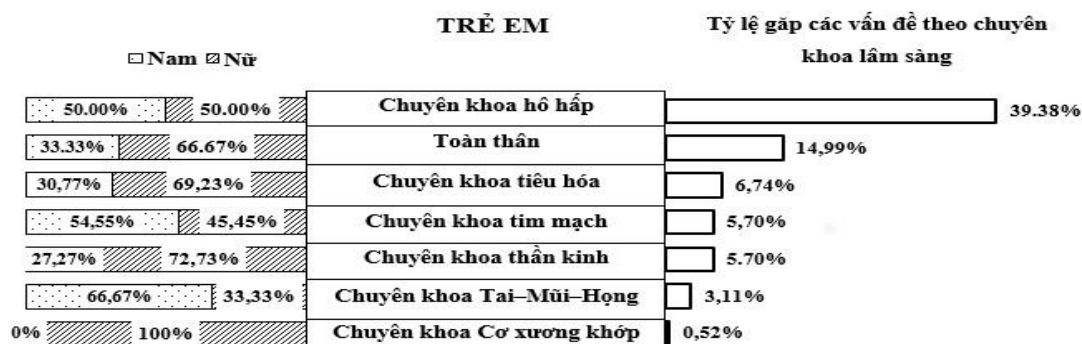 TRẺ EM
Tỷ lệ găp các vấn đề theo chuyên
khoa lâm sàng
Nam Nữ
50.00% 50.00% Chuyên khoa hô hấp 39.38%
33.33% 66.67% Toàn thân 14,99%
30,77% 69,23% Chuyên khoa tiêu hóa 6,74%
54,55% 45,45% Chuyên khoa tim mạch 5,70%
27,27% 72,73% Chuyên khoa thần kinh 5.70%
66,67% 33,33% Chuyên khoa Tai–Mũi–Họng 3,11%
0% 100% Chuyên khoa Cơ xương khớp 0,52%